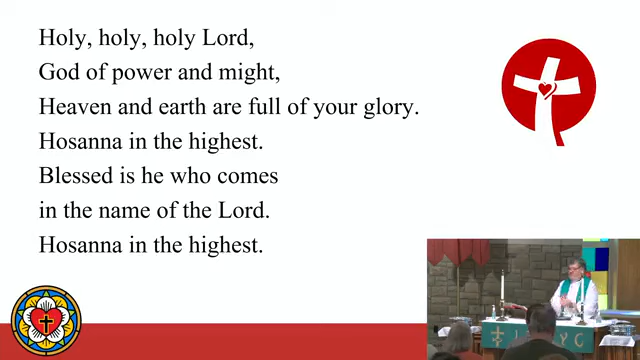 Holy, holy, holy Lord,
God of power and might,
Heaven and earth are full of your glory.
Hosanna in the highest.
Blessed is he who comes
in the name of the Lord.
Hosanna in the highest.